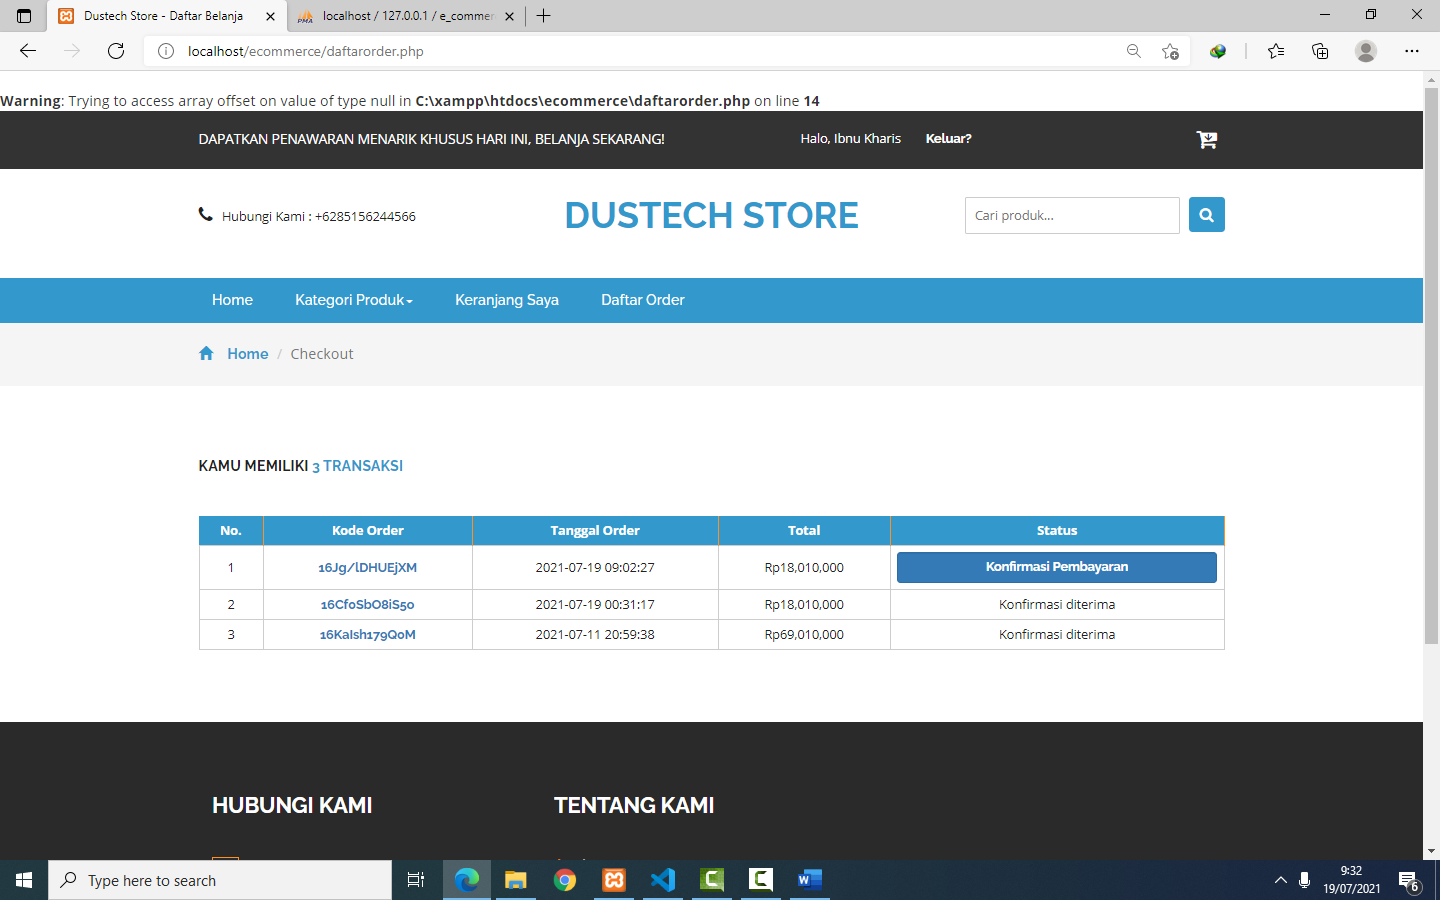 Dustech Store - Daftar Belanja
localhost / 127.0.0.1 / e_commer
localhost/ecommerce/daftarorder.php
Warning: Trying to access array offset on value of type null in C:\xampp\htdocs\ecommerce\daftarorder.php on line 14
DAPATKAN PENAWARAN MENARIK KHUSUS HARI INI, BELANJA SEKARANG!
Halo, Ibnu Kharis
Keluar?
Hubungi Kami : +6285156244566
DUSTECH STORE
Cari produk...
Home
Kategori Produk
Keranjang Saya
Daftar Order
Home / Checkout
KAMU MEMILIKI 3 TRANSAKSI
No. Kode Order Tanggal Order Total Status
1 16Jg/lDHUEjXM 2021-07-19 09:02:27 Rp18,010,000 Konfirmasi Pembayaran
2 16CfoSbO8iS5o 2021-07-19 00:31:17 Rp18,010,000 Konfirmasi diterima
3 16KaIsh179QoM 2021-07-11 20:59:38 Rp69,010,000 Konfirmasi diterima
HUBUNGI KAMI
TENTANG KAMI
Type here to search
9:32
19/07/2021
6